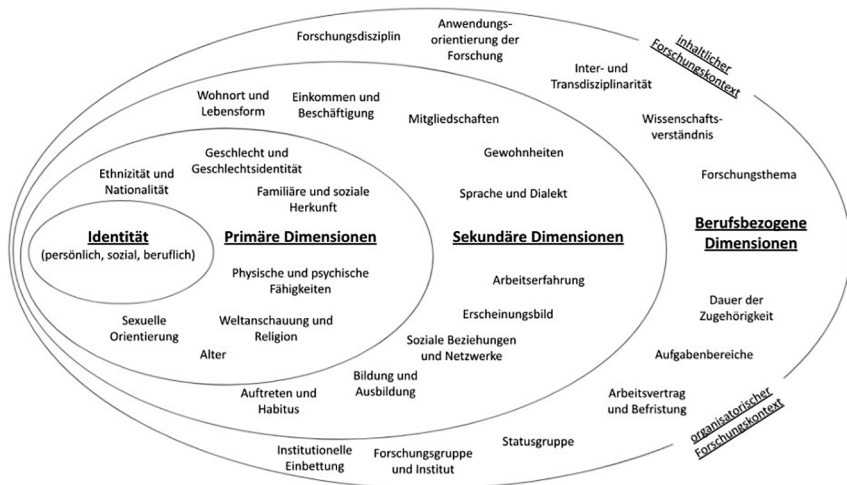 Forschungsdisziplin
Anwendungs-
orientierung der
Forschung
inhaltlicher
Forschungskontext
Inter- und
Transdisziplinarität
Wissenschafts-
verständnis
Forschungsthema
Berufsbezogene
Dimensionen
Dauer der
Zugehörigkeit
Aufgabenbereiche
Arbeitsvertrag
und Befristung
organisatorischer
Forschungskontext
Statusgruppe
Forschungsgruppe
und Institut
Institutionelle
Einbettung
Wohnort und
Lebensform
Einkommen und
Beschäftigung
Mitgliedschaften
Gewohnheiten
Sprache und Dialekt
Sekundäre Dimensionen
Arbeitserfahrung
Erscheinungsbild
Soziale Beziehungen
und Netzwerke
Bildung und
Ausbildung
Auftreten und
Habitus
Ethnizität und
Nationalität
Geschlecht und
Geschlechtsidentität
Familiäre und soziale
Herkunft
Primäre Dimensionen
Physische und psychische
Fähigkeiten
Weltanschauung und
Religion
Sexuelle
Orientierung
Alter
Identität
(persönlich, sozial, beruflich)